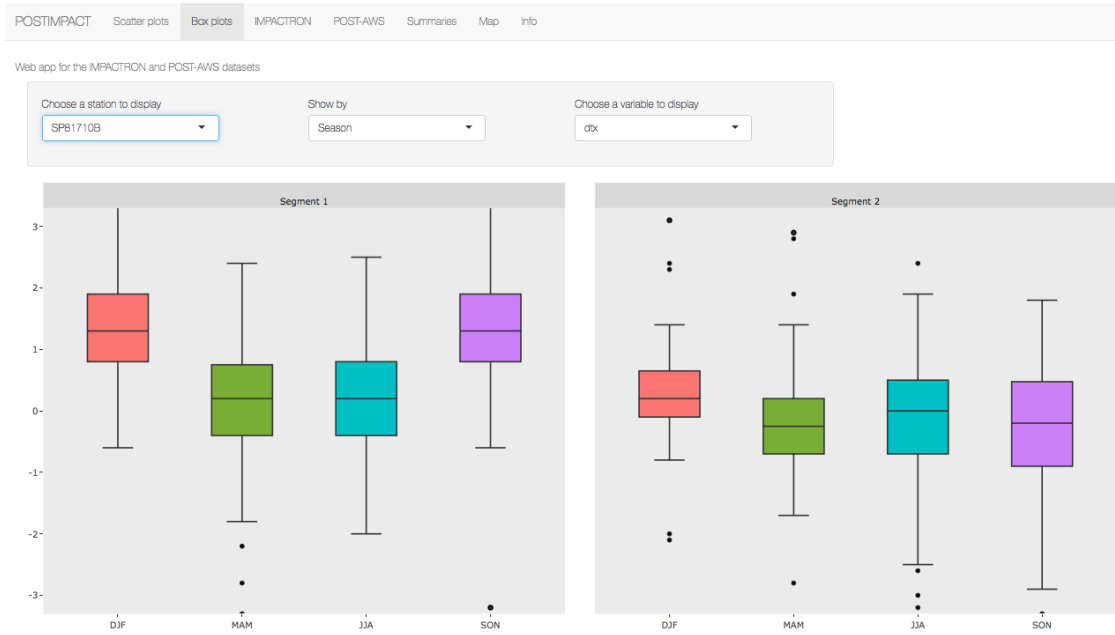 POSTIMPACT Scatter plots Box plots IMPACTRON POST-AWS Summaries Map Info
Web app for the IMPACTRON and POST-AWS datasets
Choose a station to display Show by Choose a variable to display
SP81710B Season dtx
Segment 1 Segment 2
3
2
1
0
-1
-2
-3
DJF MAM JJA SON DJF MAM JJA SON